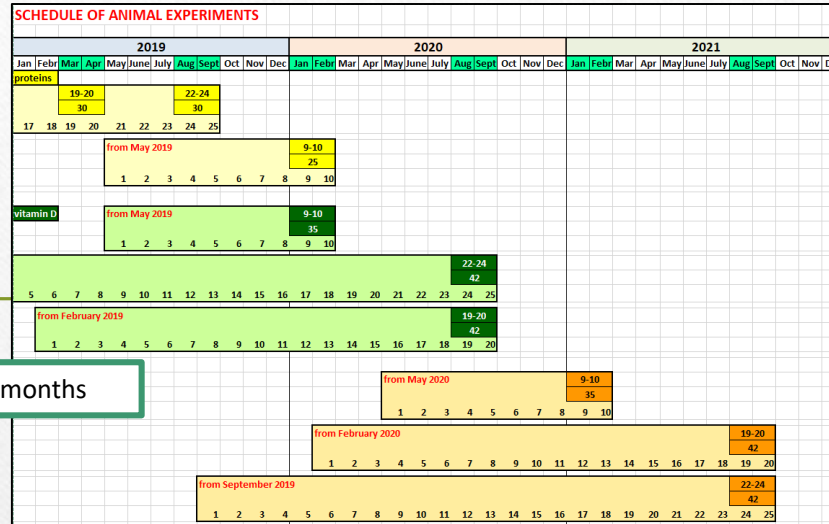 SCHEDULE OF ANIMAL EXPERIMENTS
2019 2020 2021
Jan Febr Mar Apr May June July Aug Sept Oct Nov Dec Jan Febr Mar Apr May June July Aug Sept Oct Nov Dec Jan Febr Mar Apr May June July Aug Sept Oct Nov
proteins
19-20 22-24
30 30
17 18 19 20 21 22 23 24 25
from May 2019 9-10
25
1 2 3 4 5 6 7 8 9 10
vitamin D from May 2019 9-10
35
1 2 3 4 5 6 7 8 9 10
22-24
42
5 6 7 8 9 10 11 12 13 14 15 16 17 18 19 20 21 22 23 24 25
from February 2019 19-20
42
1 2 3 4 5 6 7 8 9 10 11 12 13 14 15 16 17 18 19 20
months
from May 2020 9-10
35
1 2 3 4 5 6 7 8 9 10
from February 2020 19-20
42
1 2 3 4 5 6 7 8 9 10 11 12 13 14 15 16 17 18 19 20
from September 2019 22-24
42
1 2 3 4 5 6 7 8 9 10 11 12 13 14 15 16 17 18 19 20 21 22 23 24 25